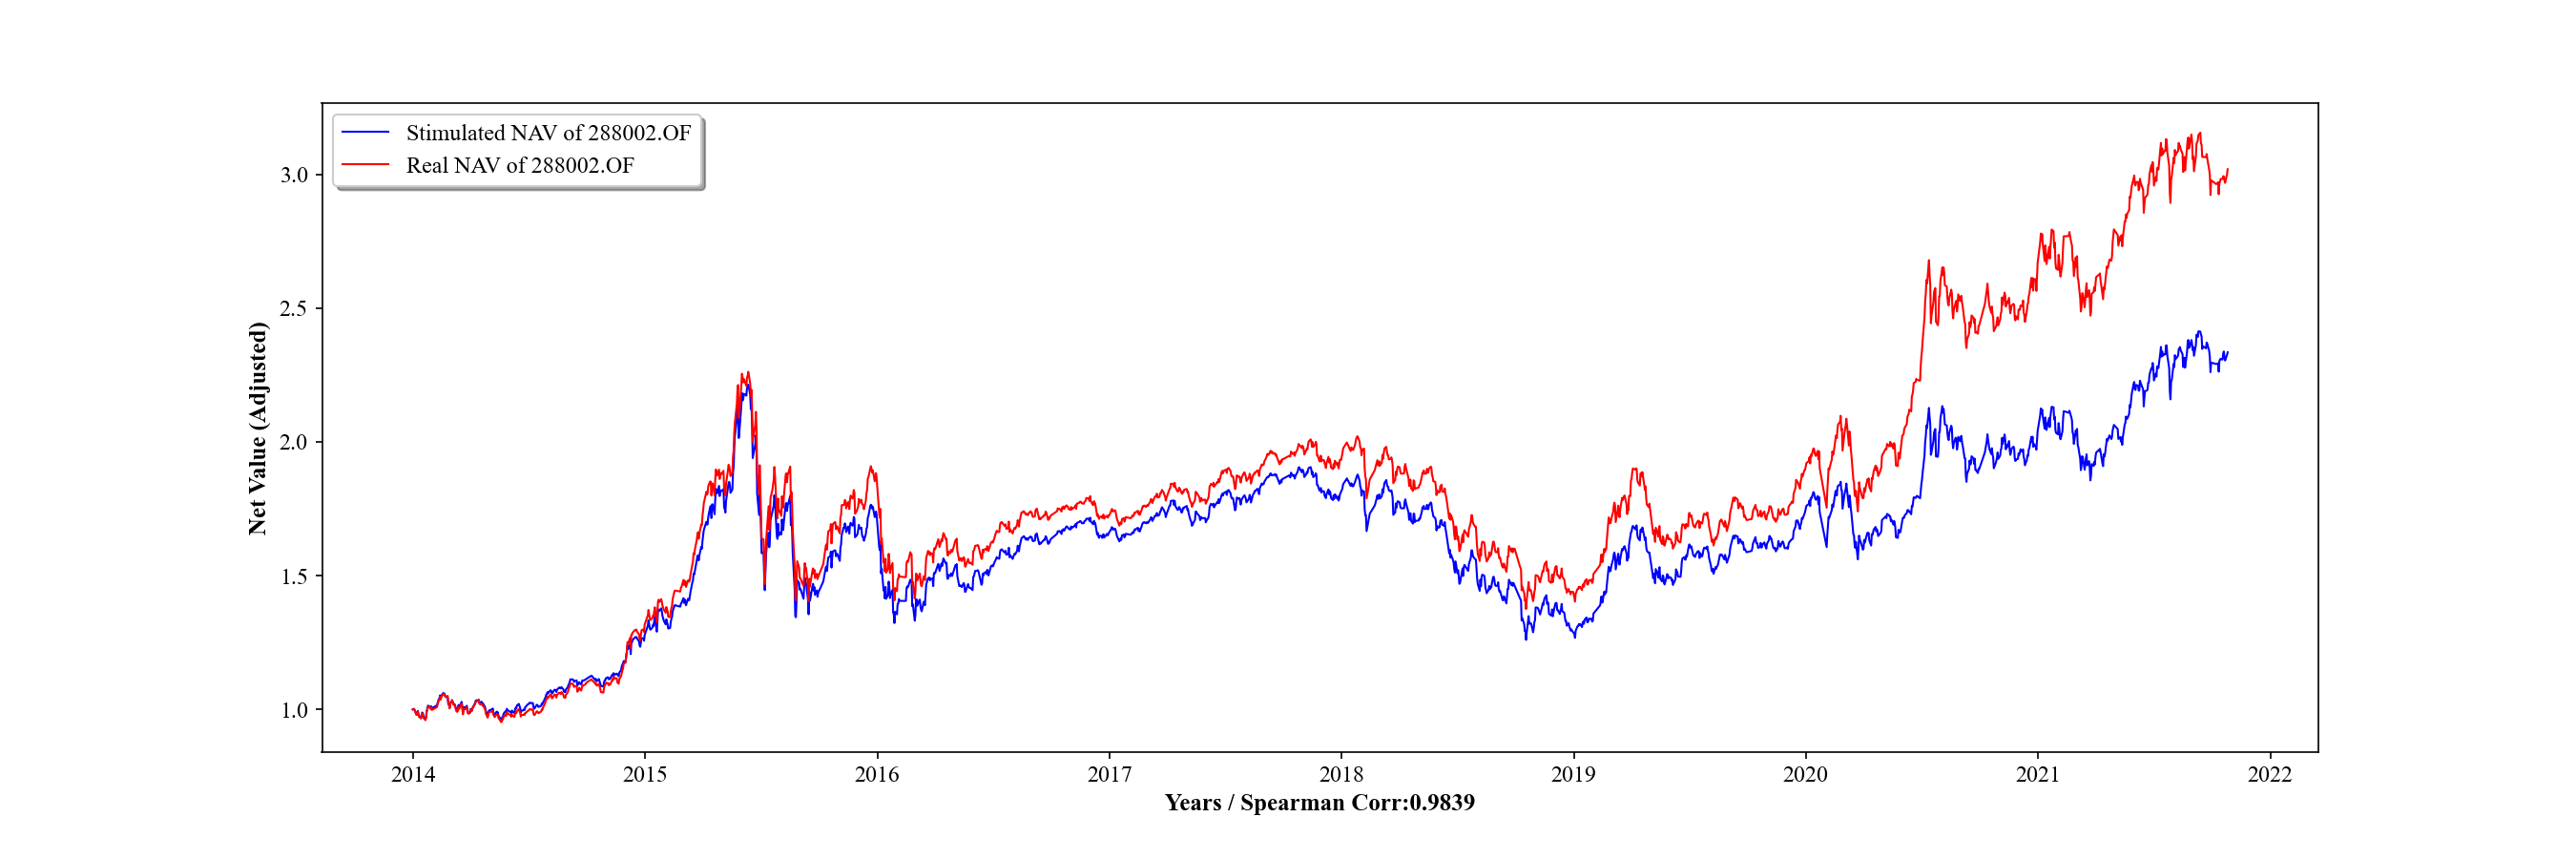 Stimulated NAV of 288002.OF
Real NAV of 288002.OF
Net Value (Adjusted)
3.0
2.5
2.0
1.5
1.0
2014 2015 2016 2017 2018 2019 2020 2021 2022
Years / Spearman Corr:0.9839